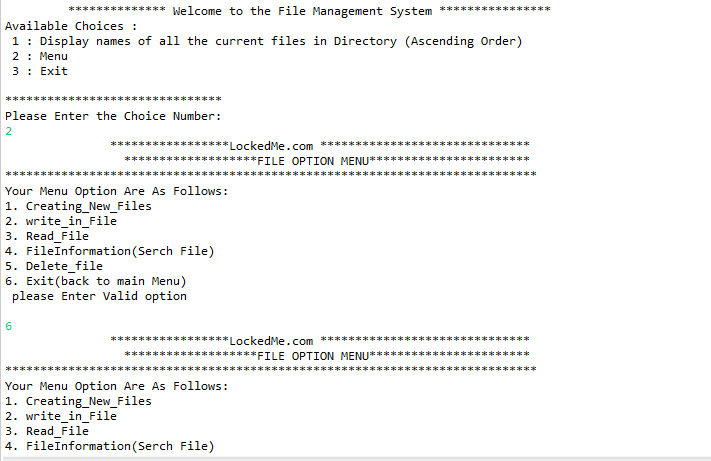 ************** Welcome to the File Management System ****************
Available Choices :
1 : Display names of all the current files in Directory (Ascending Order)
2 : Menu
3 : Exit
*******************************
Please Enter the Choice Number:
2
*****************LockedMe.com ******************************
*******************FILE OPTION MENU***********************
****************************************************************************
Your Menu Option Are As Follows:
1. Creating_New_Files
2. write_in_File
3. Read_File
4. FileInformation(Serch File)
5. Delete_file
6. Exit(back to main Menu)
please Enter Valid option
6
*****************LockedMe.com ******************************
*******************FILE OPTION MENU***********************
****************************************************************************
Your Menu Option Are As Follows:
1. Creating_New_Files
2. write_in_File
3. Read_File
4. FileInformation(Serch File)